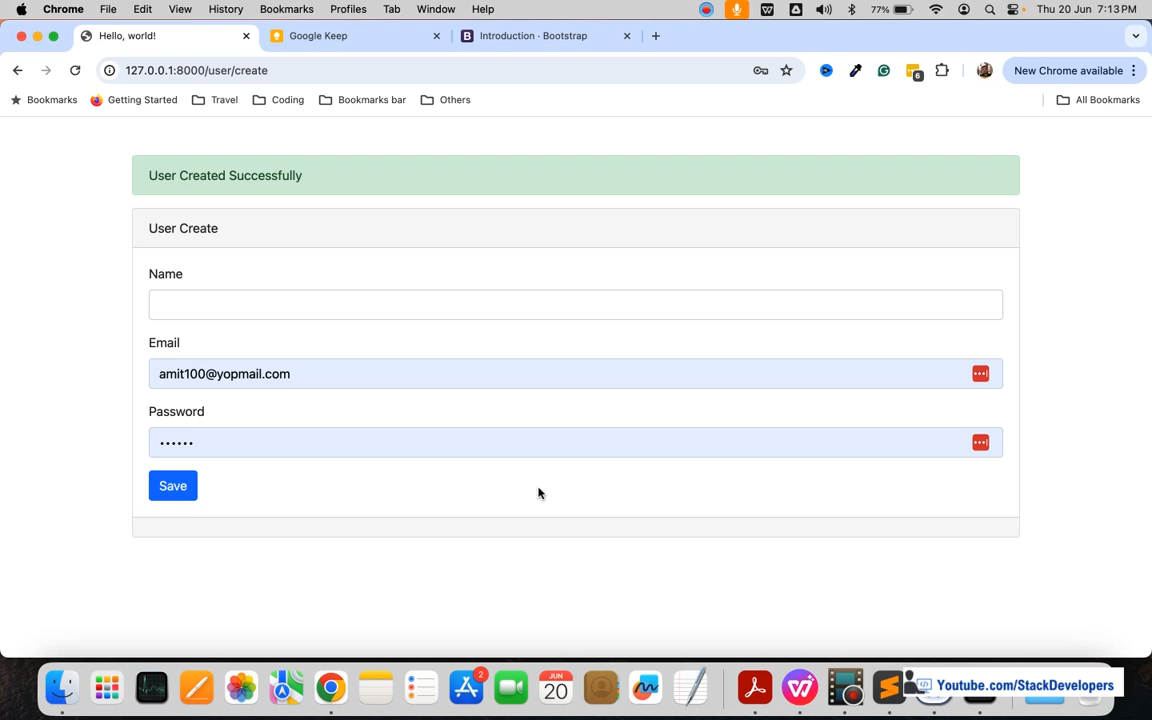 Chrome File Edit View History Bookmarks Profiles Tab Window Help 77% Thu 20 Jun 7:13 PM
Hello, world! Google Keep Introduction · Bootstrap
127.0.0.1:8000/user/create 6 New Chrome available
Bookmarks Getting Started Travel Coding Bookmarks bar Others All Bookmarks
User Created Successfully
User Create
Name
Email
amit100@yopmail.com
Password
••••••
Save
2
JUN
20
Youtube.com/StackDevelopers